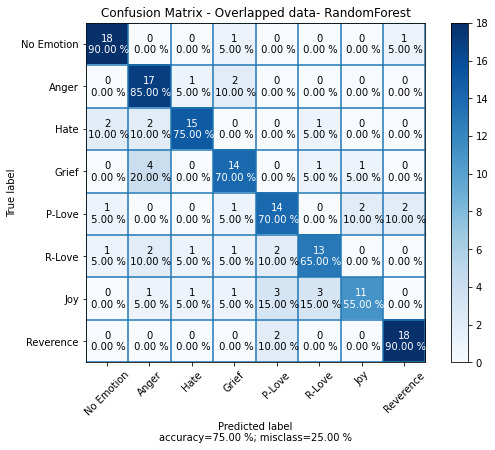 Confusion Matrix - Overlapped data- RandomForest
No Emotion 18 0 0 1 0 0 0 1
90.00 % 0.00 % 0.00 % 5.00 % 0.00 % 0.00 % 0.00 % 5.00 %
Anger 0 17 1 2 0 0 0 0
0.00 % 85.00 % 5.00 % 10.00 % 0.00 % 0.00 % 0.00 % 0.00 %
Hate 2 2 15 0 0 1 0 0
10.00 % 10.00 % 75.00 % 0.00 % 0.00 % 5.00 % 0.00 % 0.00 %
Grief 0 4 0 14 0 1 1 0
0.00 % 20.00 % 0.00 % 70.00 % 0.00 % 5.00 % 5.00 % 0.00 %
P-Love 1 0 0 1 14 0 2 2
5.00 % 0.00 % 0.00 % 5.00 % 70.00 % 0.00 % 10.00 % 10.00 %
R-Love 1 2 1 1 2 13 0 0
5.00 % 10.00 % 5.00 % 5.00 % 10.00 % 65.00 % 0.00 % 0.00 %
Joy 0 1 1 1 3 3 11 0
0.00 % 5.00 % 5.00 % 5.00 % 15.00 % 15.00 % 55.00 % 0.00 %
Reverence 0 0 0 0 2 0 0 18
0.00 % 0.00 % 0.00 % 0.00 % 10.00 % 0.00 % 0.00 % 90.00 %
True label
No Emotion Anger Hate Grief P-Love R-Love Joy Reverence
Predicted label
accuracy=75.00 %; misclass=25.00 %
18
16
14
12
10
8
6
4
2
0